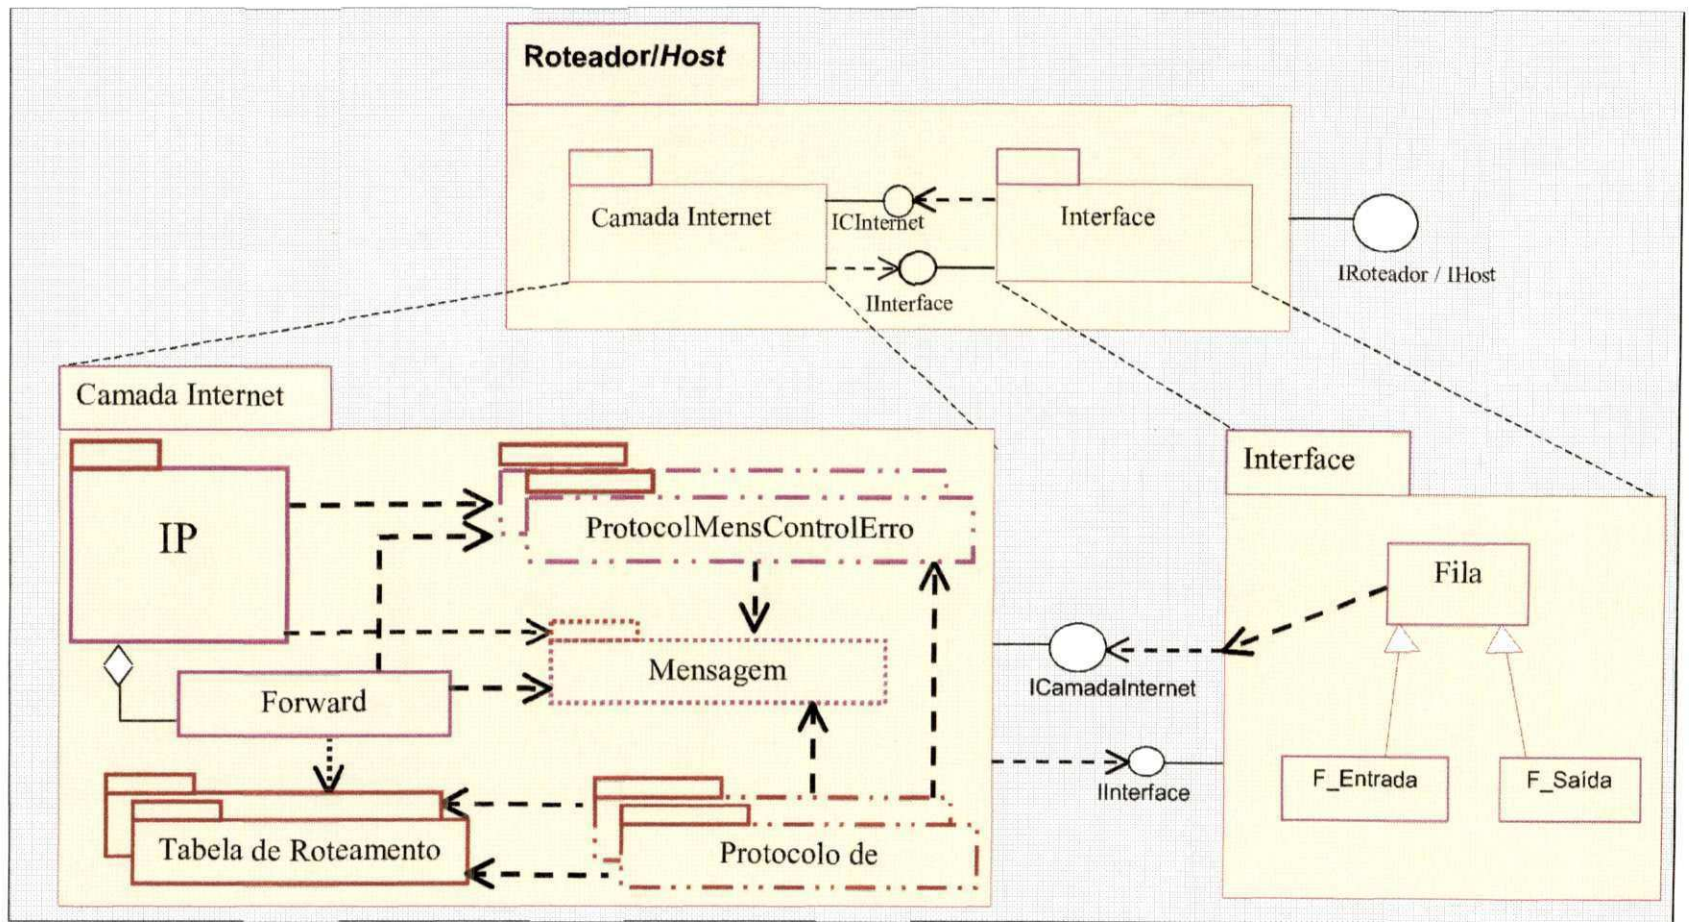 Roteador/Host
Camada Internet
ICInternet
Interface
IInterface
IRoteador / IHost
Camada Internet
Interface
IP
ProtocolMensControlErro
Fila
Mensagem
Forward
ICamadaInternet
IInterface
F_Entrada
F_Saída
Tabela de Roteamento
Protocolo de